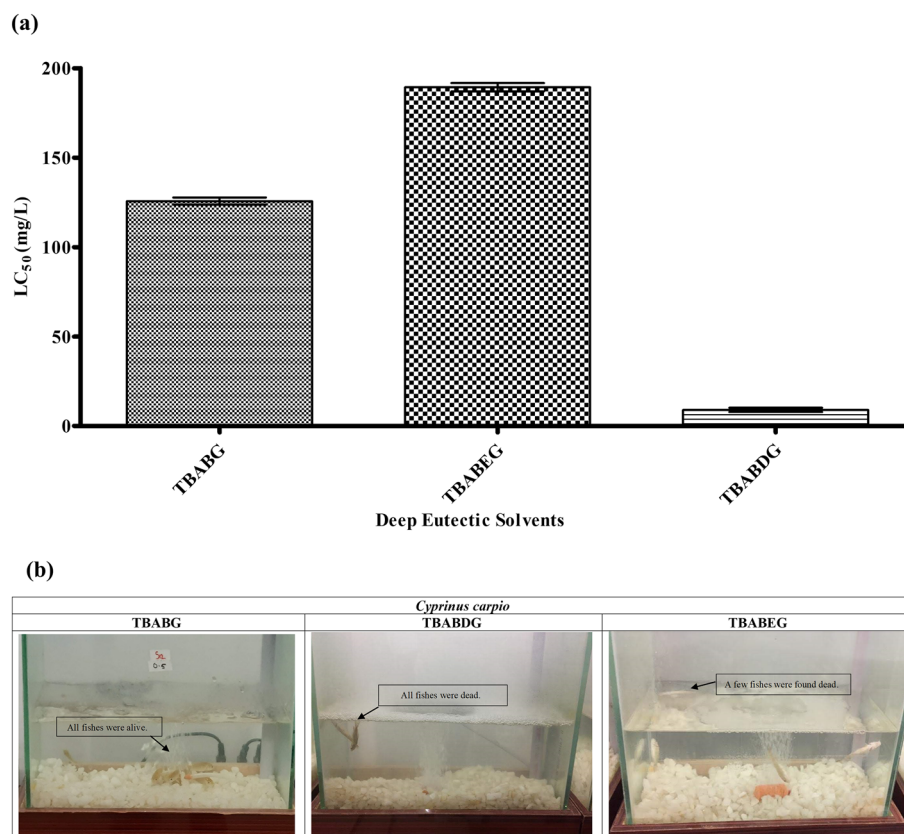 (a)
200
150
100
50
0
LC50 (mg/L)
TBABG
TBABEG
TBABDG
Deep Eutectic Solvents
(b)
Cyprinus carpio
TBABG
TBABDG
TBABEG
All fishes were alive.
All fishes were dead.
A few fishes were found dead.